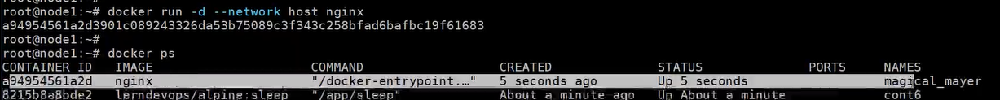 root@node1:~# docker run -d --network host nginx
a94954561a2d3901c089243326da53b75089c3f343c258bfad6bafbc19f61683
root@node1:~#
root@node1:~# docker ps
CONTAINER ID   IMAGE                    COMMAND                  CREATED              STATUS              PORTS     NAMES
a94954561a2d   nginx                    "/docker-entrypoint.…"   5 seconds ago        Up 5 seconds                  magical_mayer
8215b8a8bde2   lerndevops/alpine:sleep   "/app/sleep"             About a minute ago   Up About a minute             cont6